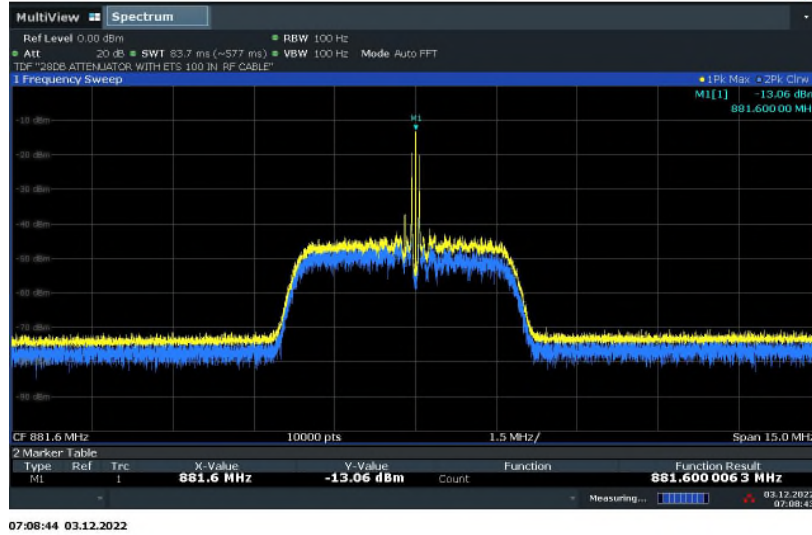 MultiView Spectrum
Ref Level 0.00 dBm RBW 100 Hz
Att 20 dB SWT 83.7 ms (~577 ms) VBW 100 Hz Mode Auto FFT
TDF "28DB ATTENUATOR WITH ETS 100 IN RF CABLE"
1 Frequency Sweep 1Pk Max 2Pk Clrw
M1[1] -13.06 dBm
881.600 00 MH
M1
-10 dBm
-20 dBm
-30 dBm
-40 dBm
-50 dBm
-60 dBm
-70 dBm
-90 dBm
CF 881.6 MHz 10000 pts 1.5 MHz/ Span 15.0 MHz
2 Marker Table
Type Ref Trc X-Value Y-Value Function Function Result
M1 1 881.6 MHz -13.06 dBm Count 881.600 006 3 MHz
Measuring... 03.12.2022
07:08:43
07:08:44 03.12.2022